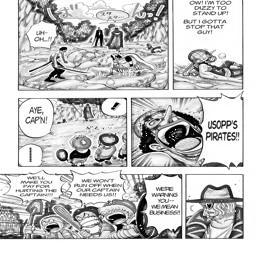 OW! I'M TOO
DIZZY TO
STAND UP!
BUT I GOTTA
STOP THAT
GUY!
UH-
OH..!!
USOPP'S
PIRATES!!
AYE,
CAP'N!
WE'RE
WARNING
YOU--
WE MEAN
BUSINESS!!
WE WON'T
RUN OFF WHEN
OUR CAPTAIN
NEEDS US!!
WE'LL
MAKE YOU
PAY FOR
HURTING
THE
CAPTAIN!!!